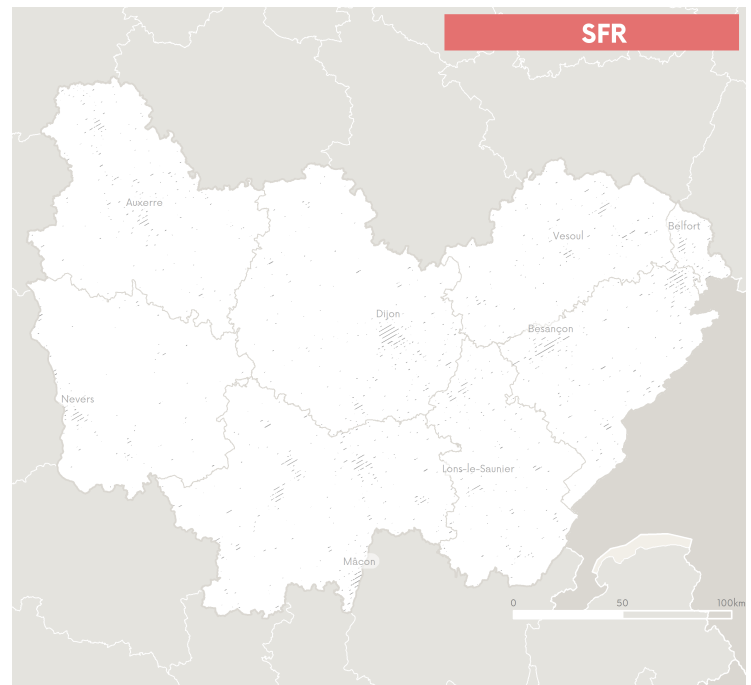 SFR
Auxerre
Belfort
Vesoul
Dijon
Besançon
Nevers
Lons-le-Saunier
Mâcon
0 50 100km